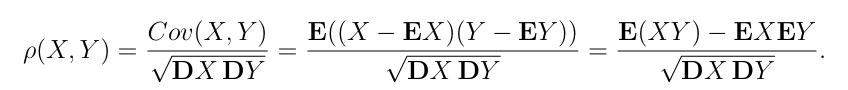 ρ(X, Y) = Cov(X, Y) / √(𝐃X 𝐃Y) = 𝐄((X − 𝐄X)(Y − 𝐄Y)) / √(𝐃X 𝐃Y) = (𝐄(XY) − 𝐄X𝐄Y) / √(𝐃X 𝐃Y).